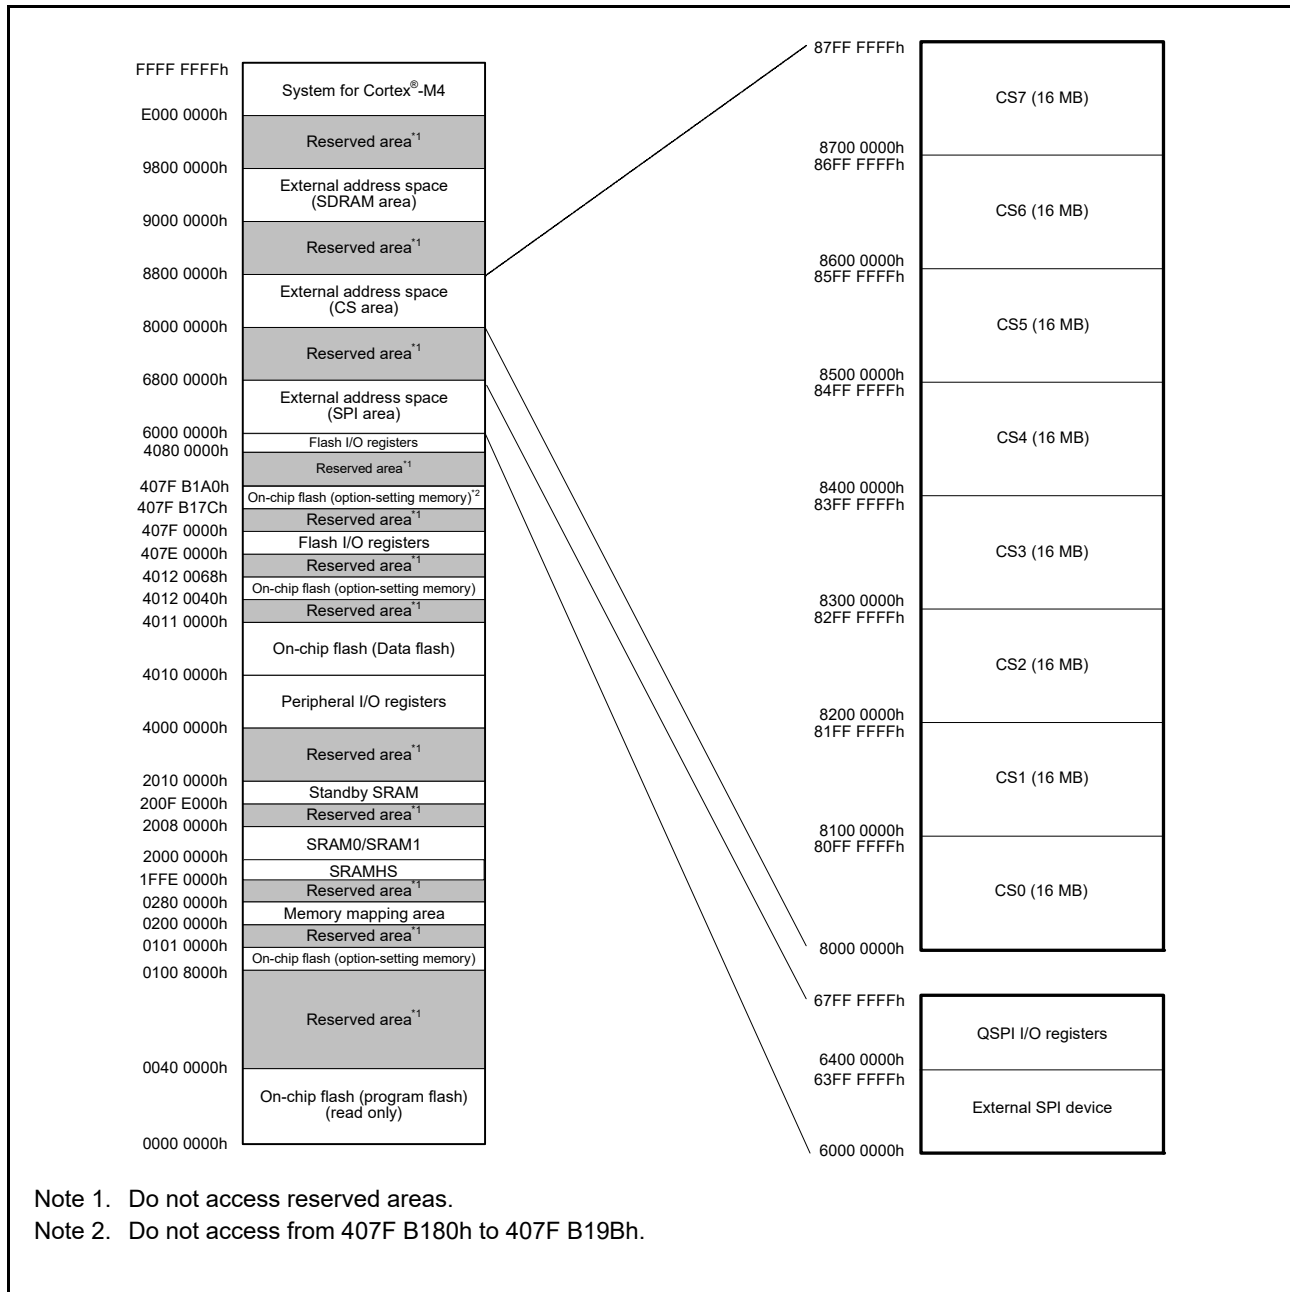 FFFF FFFFh
System for Cortex®-M4
E000 0000h
Reserved area*1
9800 0000h
External address space
(SDRAM area)
9000 0000h
Reserved area*1
8800 0000h
External address space
(CS area)
8000 0000h
Reserved area*1
6800 0000h
External address space
(SPI area)
6000 0000h
Flash I/O registers
4080 0000h
Reserved area*1
407F B1A0h
On-chip flash (option-setting memory)*2
407F B17Ch
Reserved area*1
407F 0000h
Flash I/O registers
407E 0000h
Reserved area*1
4012 0068h
On-chip flash (option-setting memory)
4012 0040h
Reserved area*1
4011 0000h
On-chip flash (Data flash)
4010 0000h
Peripheral I/O registers
4000 0000h
Reserved area*1
2010 0000h
Standby SRAM
200F E000h
Reserved area*1
2008 0000h
SRAM0/SRAM1
2000 0000h
SRAMHS
1FFE 0000h
Reserved area*1
0280 0000h
Memory mapping area
0200 0000h
Reserved area*1
0101 0000h
On-chip flash (option-setting memory)
0100 8000h
Reserved area*1
0040 0000h
On-chip flash (program flash)
(read only)
0000 0000h
87FF FFFFh
CS7 (16 MB)
8700 0000h
86FF FFFFh
CS6 (16 MB)
8600 0000h
85FF FFFFh
CS5 (16 MB)
8500 0000h
84FF FFFFh
CS4 (16 MB)
8400 0000h
83FF FFFFh
CS3 (16 MB)
8300 0000h
82FF FFFFh
CS2 (16 MB)
8200 0000h
81FF FFFFh
CS1 (16 MB)
8100 0000h
80FF FFFFh
CS0 (16 MB)
8000 0000h
67FF FFFFh
QSPI I/O registers
6400 0000h
63FF FFFFh
External SPI device
6000 0000h
Note 1. Do not access reserved areas.
Note 2. Do not access from 407F B180h to 407F B19Bh.